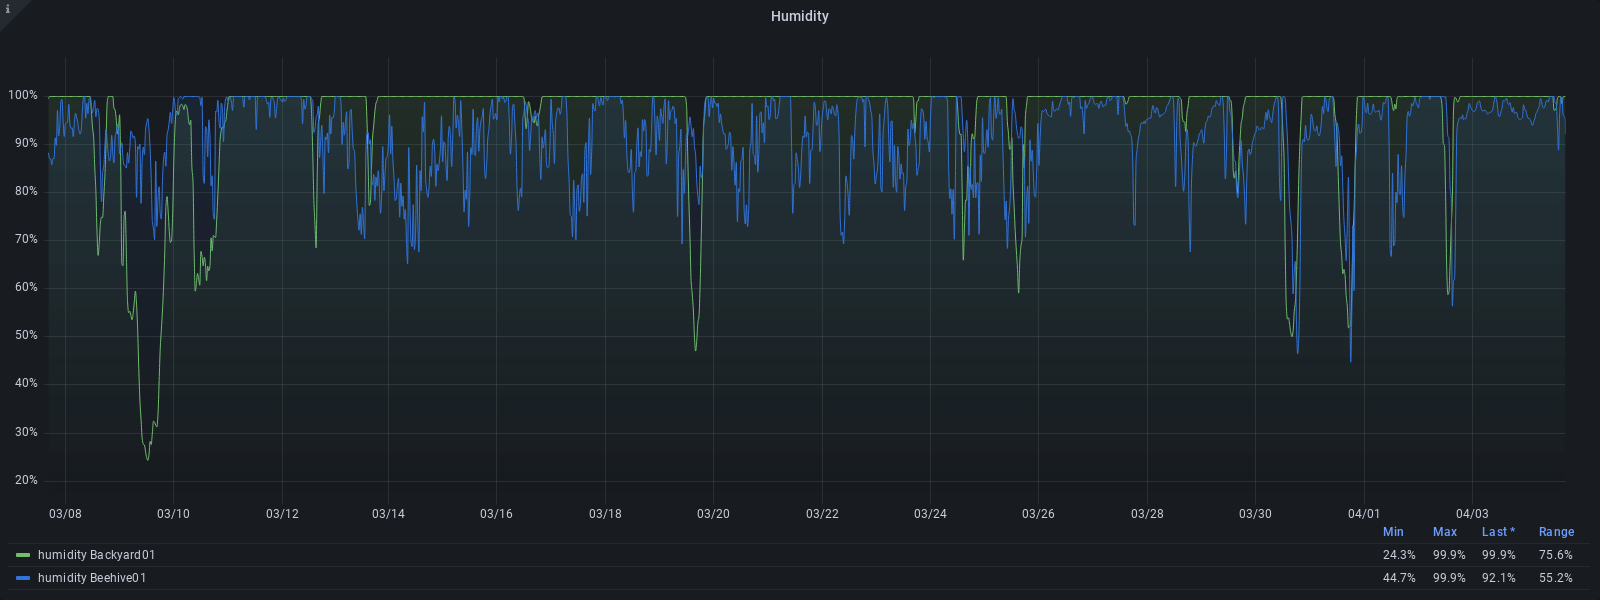 i
Humidity
100%
90%
80%
70%
60%
50%
40%
30%
20%
03/08 03/10 03/12 03/14 03/16 03/18 03/20 03/22 03/24 03/26 03/28 03/30 04/01 04/03
Min Max Last * Range
humidity Backyard01 24.3% 99.9% 99.9% 75.6%
humidity Beehive01 44.7% 99.9% 92.1% 55.2%